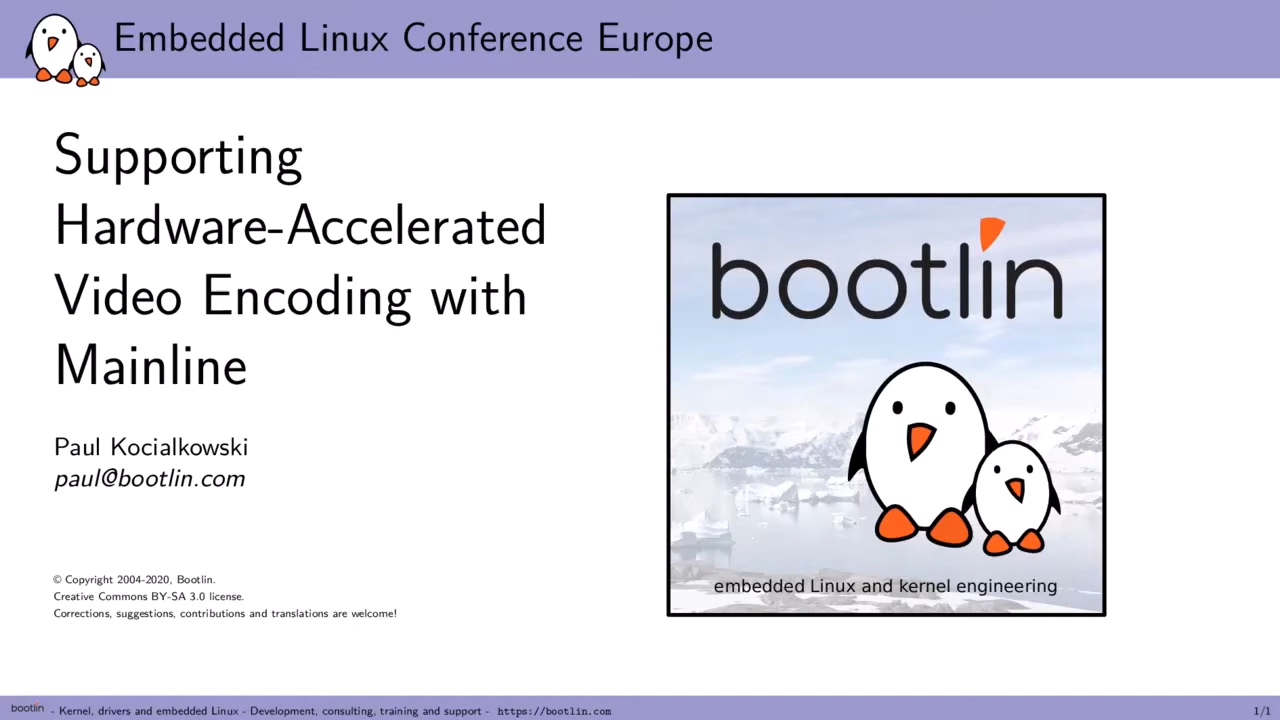 Embedded Linux Conference Europe
Supporting
Hardware-Accelerated
Video Encoding with
Mainline
Paul Kocialkowski
paul@bootlin.com
© Copyright 2004-2020, Bootlin.
Creative Commons BY-SA 3.0 license.
Corrections, suggestions, contributions and translations are welcome!
bootlin
embedded Linux and kernel engineering
bootlin - Kernel, drivers and embedded Linux - Development, consulting, training and support - https://bootlin.com
1/1